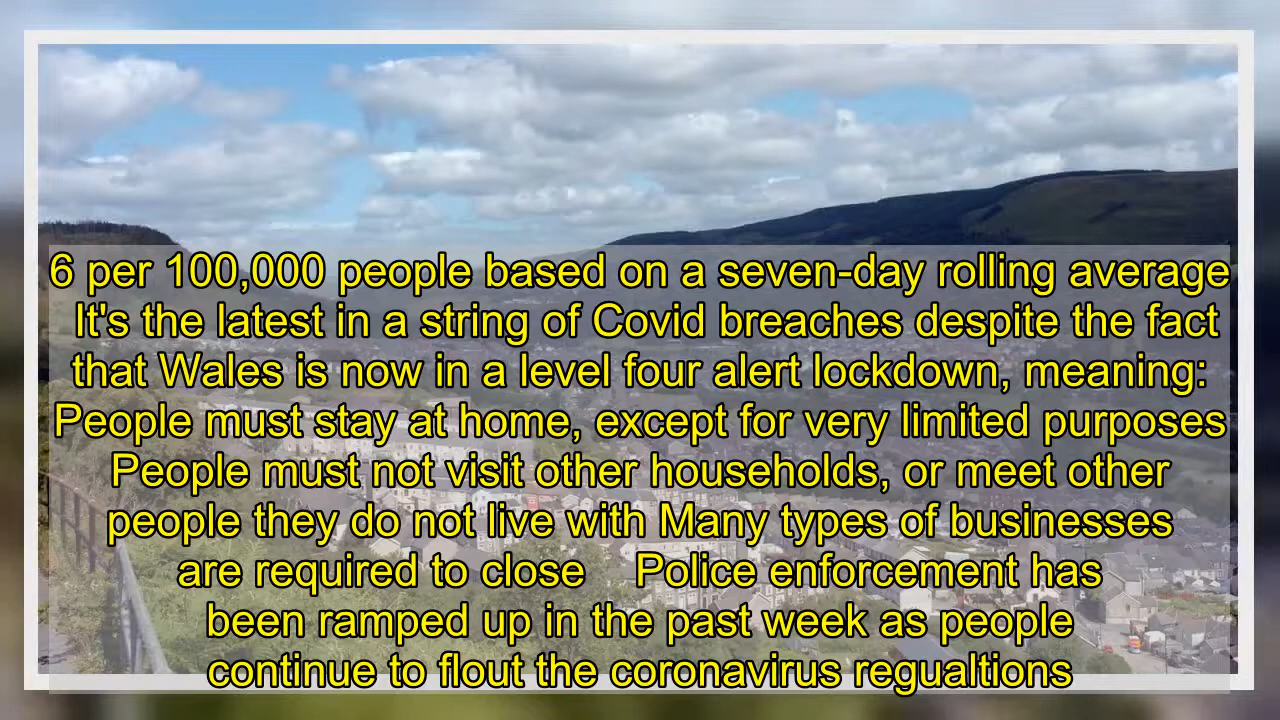 6 per 100,000 people based on a seven-day rolling average
It's the latest in a string of Covid breaches despite the fact
that Wales is now in a level four alert lockdown, meaning:
People must stay at home, except for very limited purposes
People must not visit other households, or meet other
people they do not live with Many types of businesses
are required to close Police enforcement has
been ramped up in the past week as people
continue to flout the coronavirus regualtions